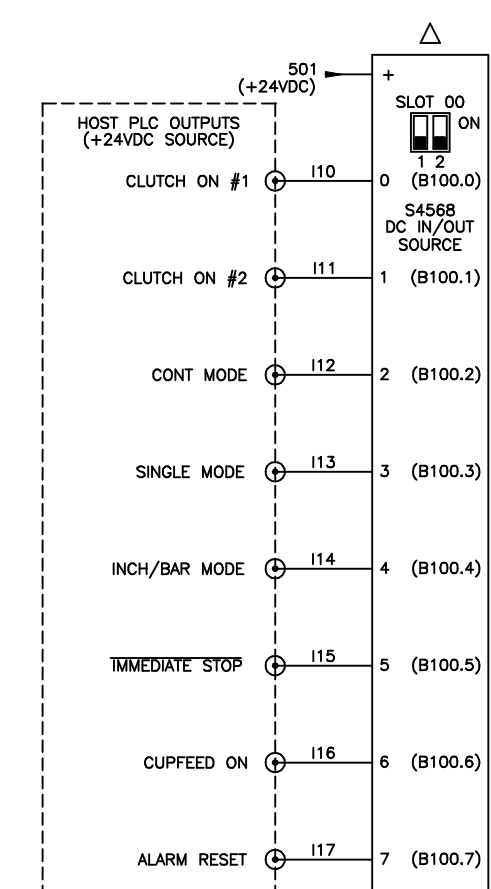 501
(+24VDC)
+
SLOT 00
ON
1 2
HOST PLC OUTPUTS
(+24VDC SOURCE)
CLUTCH ON #1
I10
0 (B100.0)
S4568
DC IN/OUT
SOURCE
CLUTCH ON #2
I11
1 (B100.1)
CONT MODE
I12
2 (B100.2)
SINGLE MODE
I13
3 (B100.3)
INCH/BAR MODE
I14
4 (B100.4)
IMMEDIATE STOP
I15
5 (B100.5)
CUPFEED ON
I16
6 (B100.6)
ALARM RESET
I17
7 (B100.7)